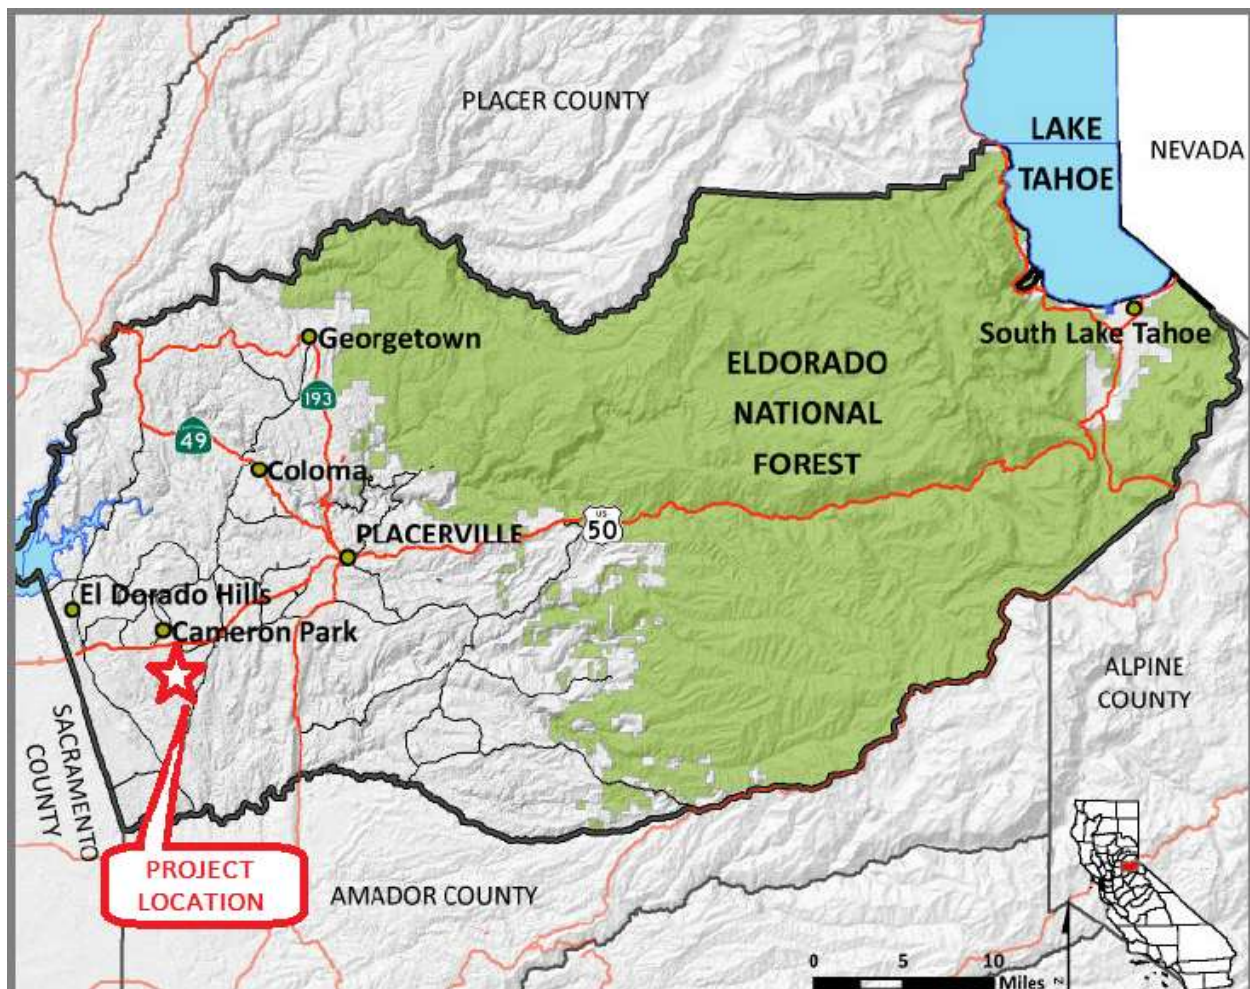 PLACER COUNTY
LAKE
TAHOE
NEVADA
Georgetown
South Lake Tahoe
193
ELDORADO
NATIONAL
FOREST
49
Coloma
US
50
PLACERVILLE
El Dorado Hills
Cameron Park
ALPINE
COUNTY
SACRAMENTO
COUNTY
PROJECT
LOCATION
AMADOR COUNTY
0 5 10
Miles
N